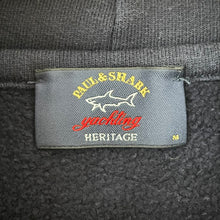 PAUL & SHARK
yachting
HERITAGE
M